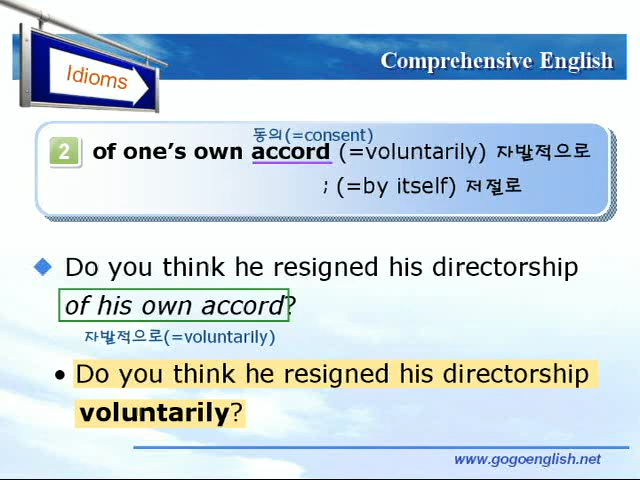 Idioms
Comprehensive English
동의(=consent)
2 of one's own accord (=voluntarily) 자발적으로
; (=by itself) 저절로
◆ Do you think he resigned his directorship
of his own accord?
자발적으로(=voluntarily)
• Do you think he resigned his directorship
voluntarily?
www.gogoenglish.net